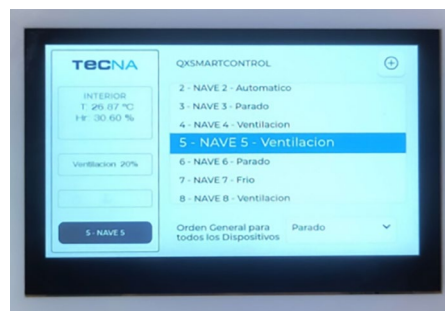 TECNA
INTERIOR
T: 26.87 ºC
Hr: 30.60 %
Ventilacion 20%
5 - NAVE 5
QXSMARTCONTROL
2 - NAVE 2 - Automatico
3 - NAVE 3 - Parado
4 - NAVE 4 - Ventilacion
5 - NAVE 5 - Ventilacion
6 - NAVE 6 - Parado
7 - NAVE 7 - Frio
8 - NAVE 8 - Ventilacion
Orden General para
todos los Dispositivos
Parado